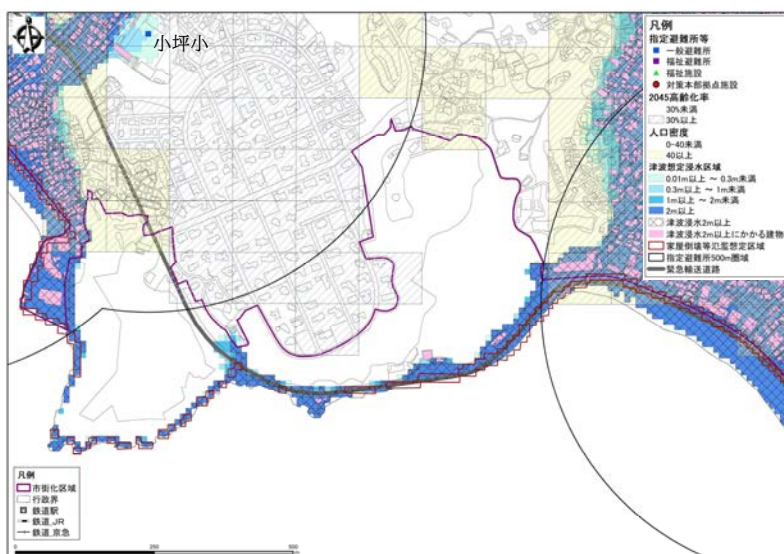 小坪小
凡例
指定避難所等
一般避難所
福祉避難所
福祉施設
対策本部拠点施設
2045高齢化率
30%未満
30%以上
人口密度
0-40未満
40以上
津波想定浸水区域
0.01m以上 ~ 0.3m未満
0.3m以上 ~ 1m未満
1m以上 ~ 2m未満
2m以上
津波浸水2m以上
津波浸水2m以上にかかる建物
家屋倒壊等氾濫想定区域
指定避難所500m圏域
緊急輸送道路
凡例
市街化区域
行政界
鉄道駅
鉄道_JR
鉄道_京急
0 250 500